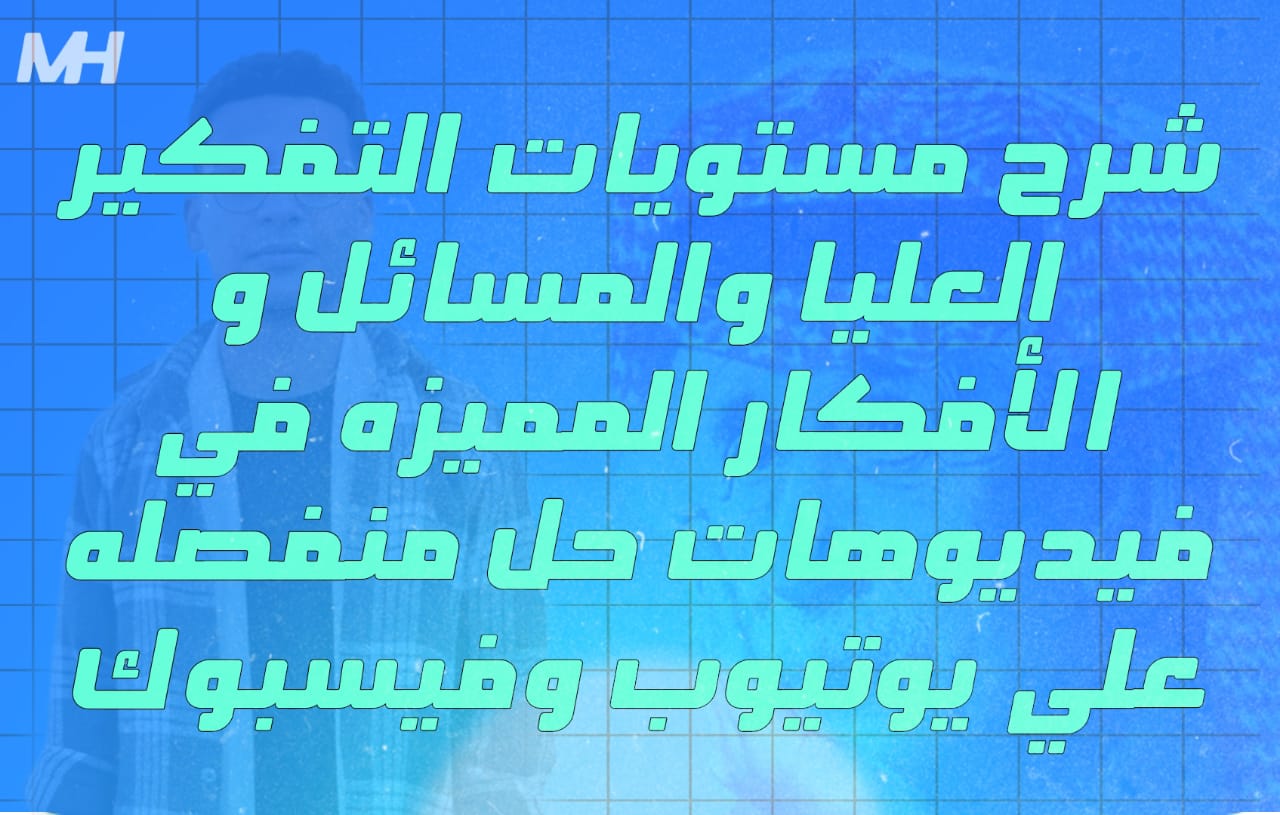 MH
شرح مستويات التفكير
العليا والمسائل و
الأفكار المميزه في
فيديوهات حل منفصله
علي يوتيوب وفيسبوك